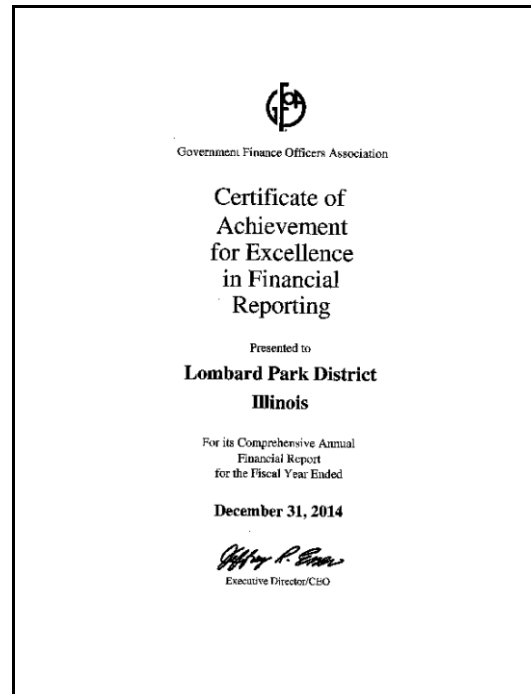 Government Finance Officers Association
Certificate of
Achievement
for Excellence
in Financial
Reporting
Presented to
Lombard Park District
Illinois
For its Comprehensive Annual
Financial Report
for the Fiscal Year Ended
December 31, 2014
Executive Director/CEO